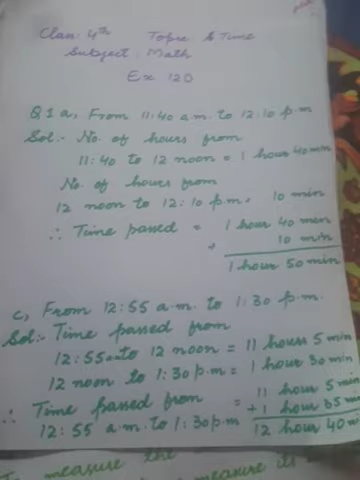 Class: 4th Topic : Time
Subject: Math
Ex 120
Q.1 a, From 11:40 a.m. to 12:10 p.m
Sol:- No. of hours from
11:40 to 12 noon = 1 hour 40 min
No. of hours from
12 noon to 12:10 p.m = 10 min
∴ Time passed = 1 hour 40 min
+ 10 min
1 hour 50 min
c, From 12:55 a.m. to 1:30 p.m.
Sol:- Time passed from
12:55 to 12 noon = 11 hours 5 min
12 noon to 1:30 p.m = 1 hour 30 min
∴ Time passed from = 11 hour 5 min
12:55 a.m. to 1:30 p.m + 1 hour 35 min
12 hour 40 m
To measure the
measure its